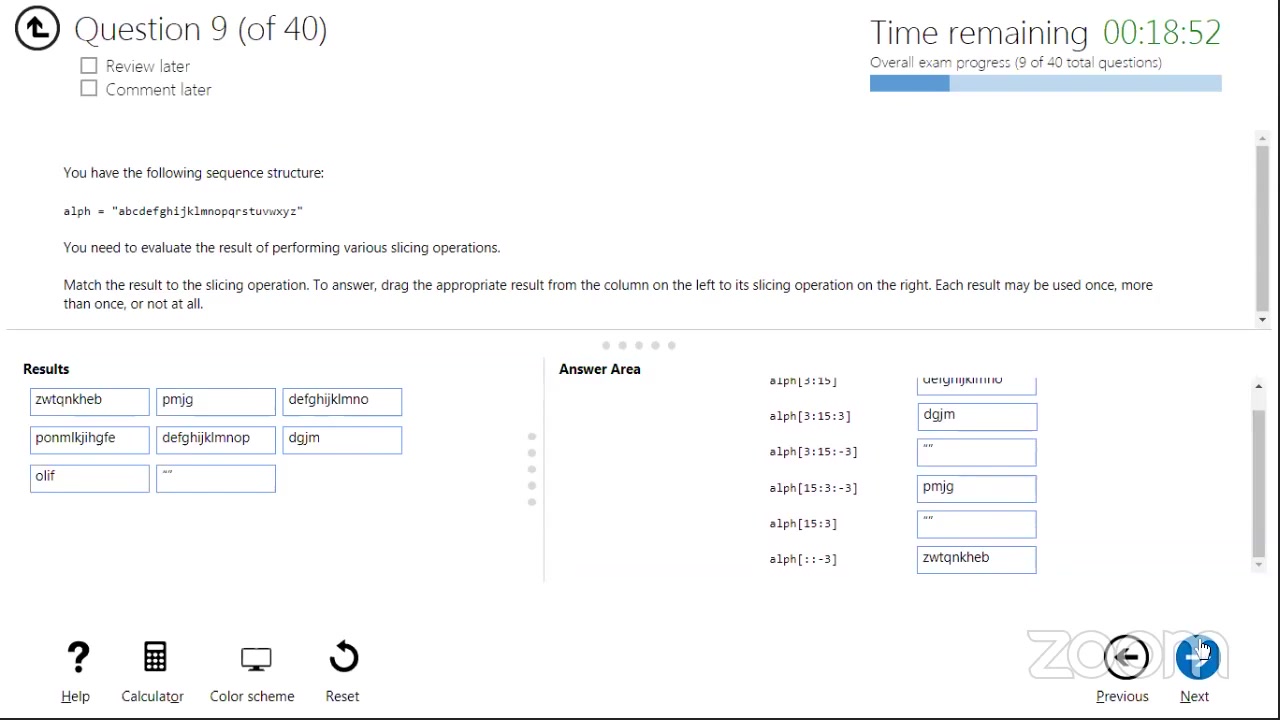 Question 9 (of 40)
Review later
Comment later
Time remaining 00:18:52
Overall exam progress (9 of 40 total questions)
You have the following sequence structure:
alph = "abcdefghijklmnopqrstuvwxyz"
You need to evaluate the result of performing various slicing operations.
Match the result to the slicing operation. To answer, drag the appropriate result from the column on the left to its slicing operation on the right. Each result may be used once, more
than once, or not at all.
Results
zwtqnkheb pmjg defghijklmno
ponmlkjihgfe defghijklmnop dgjm
olif “”
Answer Area
alph[3:15] defghijklmno
alph[3:15:3] dgjm
alph[3:15:-3] “”
alph[15:3:-3] pmjg
alph[15:3] “”
alph[::-3] zwtqnkheb
? Help
Calculator
Color scheme
Reset
zoom
Previous
Next